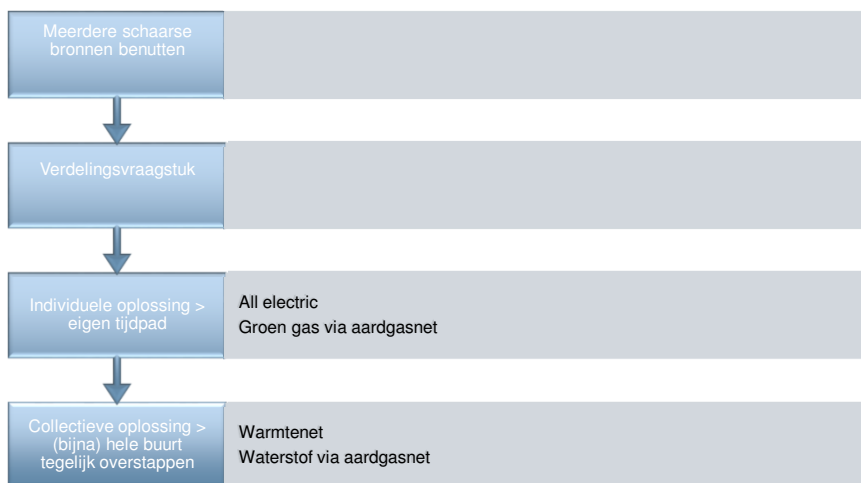 Meerdere schaarse
bronnen benutten
Verdelingsvraagstuk
Individuele oplossing >
eigen tijdpad
All electric
Groen gas via aardgasnet
Collectieve oplossing >
(bijna) hele buurt
tegelijk overstappen
Warmtenet
Waterstof via aardgasnet